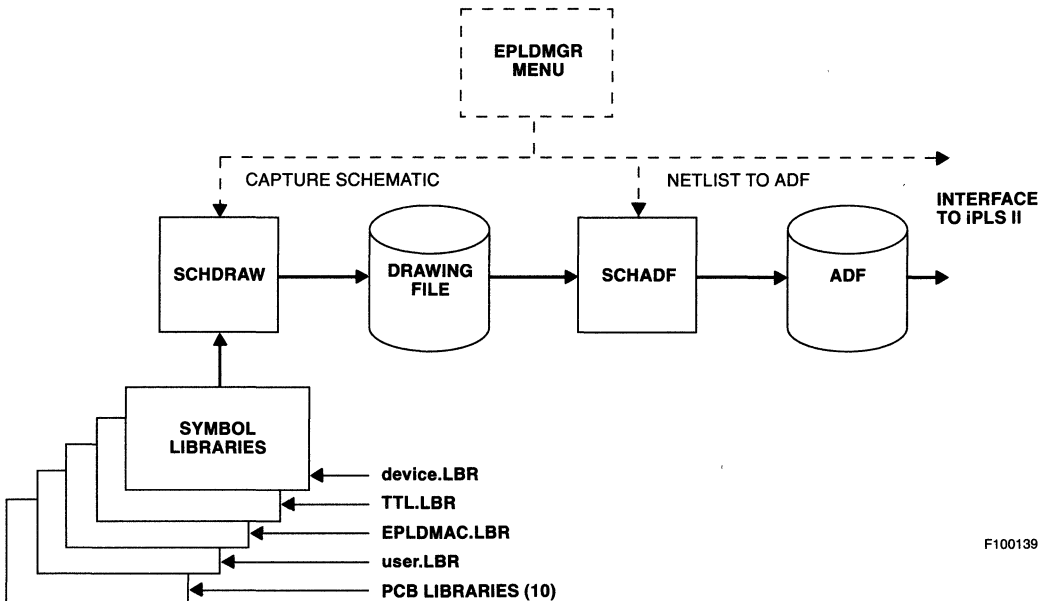 EPLDMGR
MENU
CAPTURE SCHEMATIC
NETLIST TO ADF
INTERFACE
TO iPLS II
SCHDRAW
DRAWING
FILE
SCHADF
ADF
SYMBOL
LIBRARIES
device.LBR
TTL.LBR
EPLDMAC.LBR
user.LBR
PCB LIBRARIES (10)
F100139